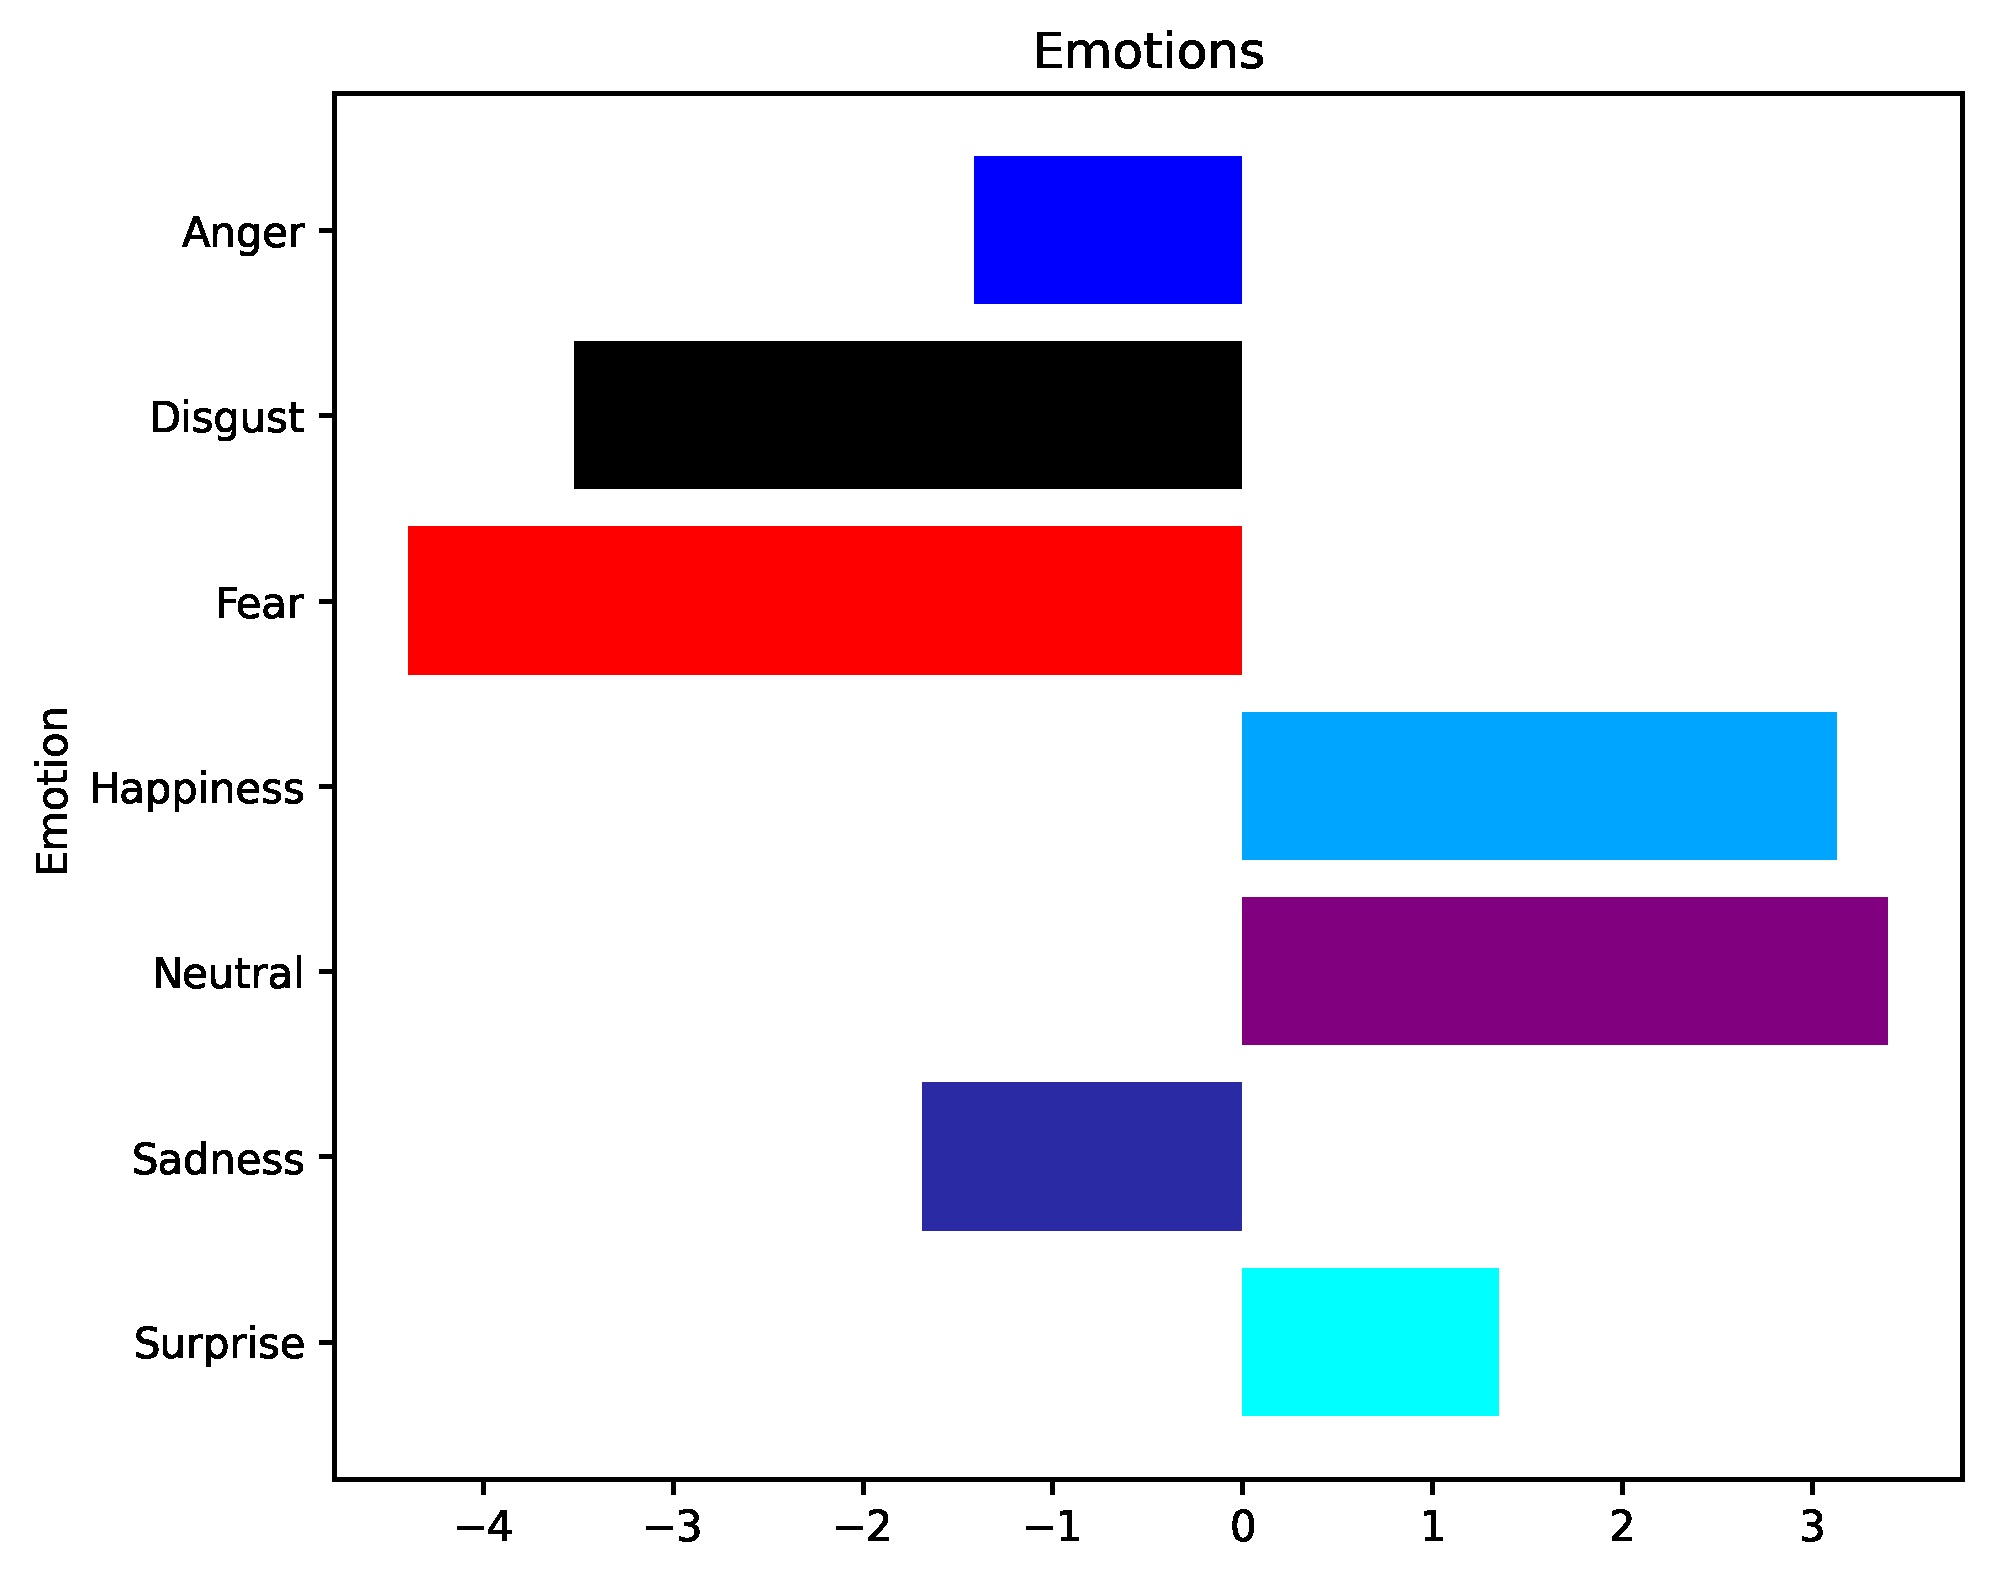 Emotions
Anger
Disgust
Fear
Happiness
Neutral
Sadness
Surprise
Emotion
−4 −3 −2 −1 0 1 2 3